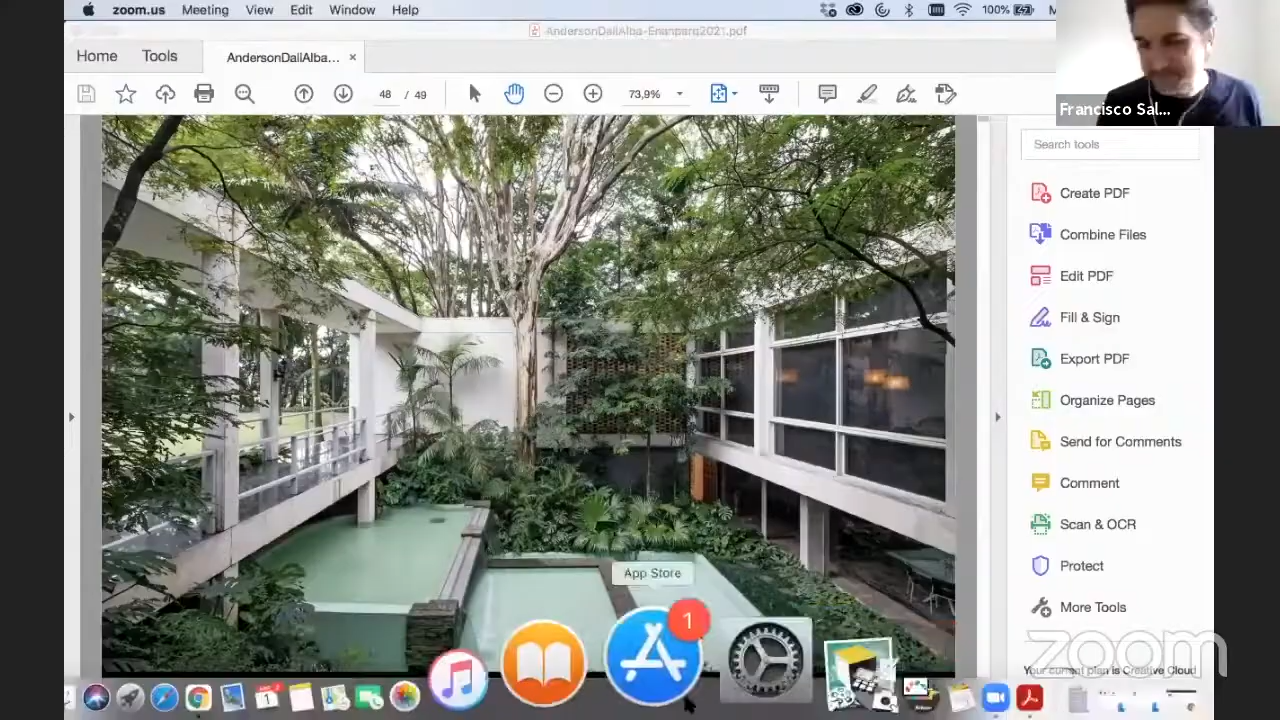 zoom.us Meeting View Edit Window Help 100%
AndersonDallAlba-Enanparq2021.pdf
Home Tools AndersonDallAlba... ×
48 / 49 73,9%
Francisco Sal...
Search tools
Create PDF
Combine Files
Edit PDF
Fill & Sign
Export PDF
Organize Pages
Send for Comments
Comment
Scan & OCR
Protect
More Tools
App Store
1
zoom
Your current plan is Creative Cloud